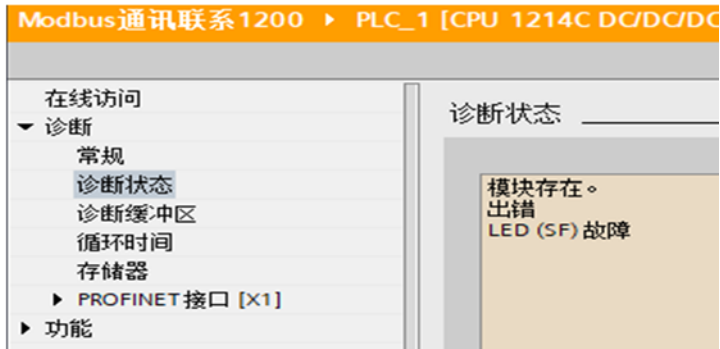 Modbus通讯联系1200 ▸ PLC_1 [CPU 1214C DC/DC/DC
在线访问
诊断
常规
诊断状态
诊断缓冲区
循环时间
存储器
PROFINET接口 [X1]
功能
诊断状态
模块存在。
出错
LED (SF) 故障